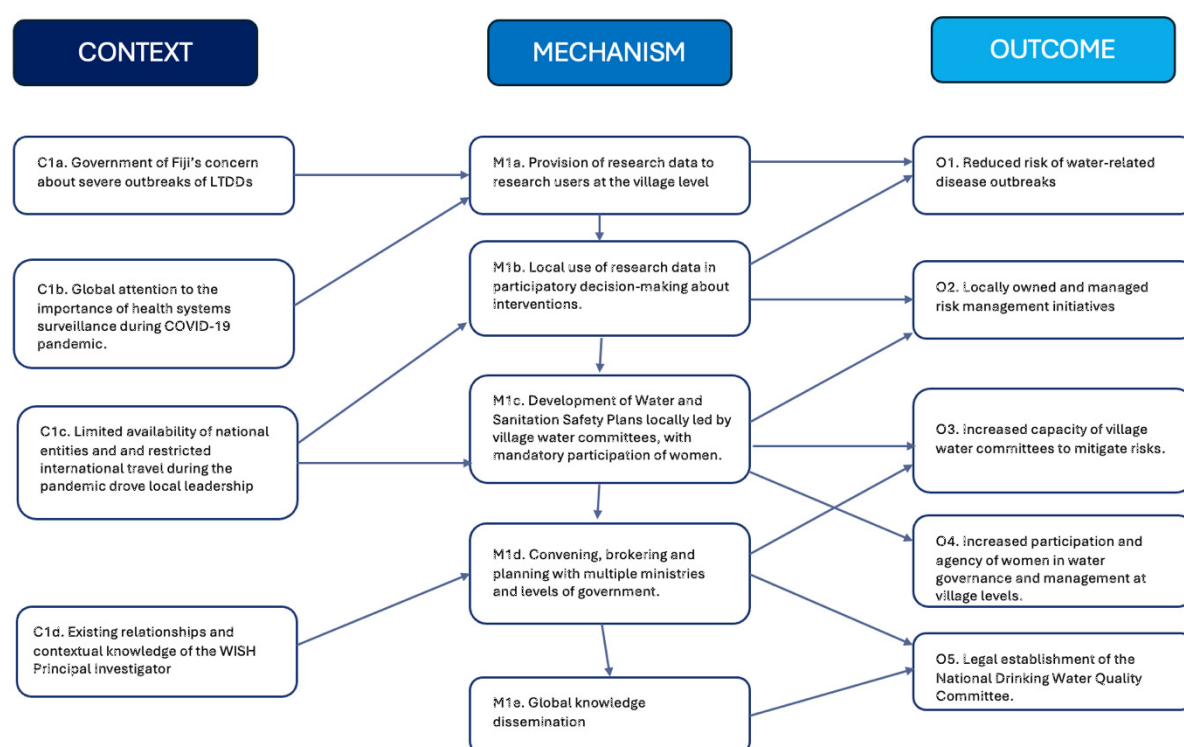 CONTEXT
MECHANISM
OUTCOME
C1a. Government of Fiji's concern
about severe outbreaks of LTDDs
C1b. Global attention to the
importance of health systems
surveillance during COVID-19
pandemic.
C1c. Limited availability of national
entities and and restricted
international travel during the
pandemic drove local leadership
C1d. Existing relationships and
contextual knowledge of the WISH
Principal Investigator
M1a. Provision of research data to
research users at the village level
M1b. Local use of research data in
participatory decision-making about
interventions.
M1c. Development of Water and
Sanitation Safety Plans locally led by
village water committees, with
mandatory participation of women.
M1d. Convening, brokering and
planning with multiple ministries
and levels of government.
M1e. Global knowledge
dissemination
O1. Reduced risk of water-related
disease outbreaks
O2. Locally owned and managed
risk management initiatives
O3. Increased capacity of village
water committees to mitigate risks.
O4. Increased participation and
agency of women in water
governance and management at
village levels.
O5. Legal establishment of the
National Drinking Water Quality
Committee.